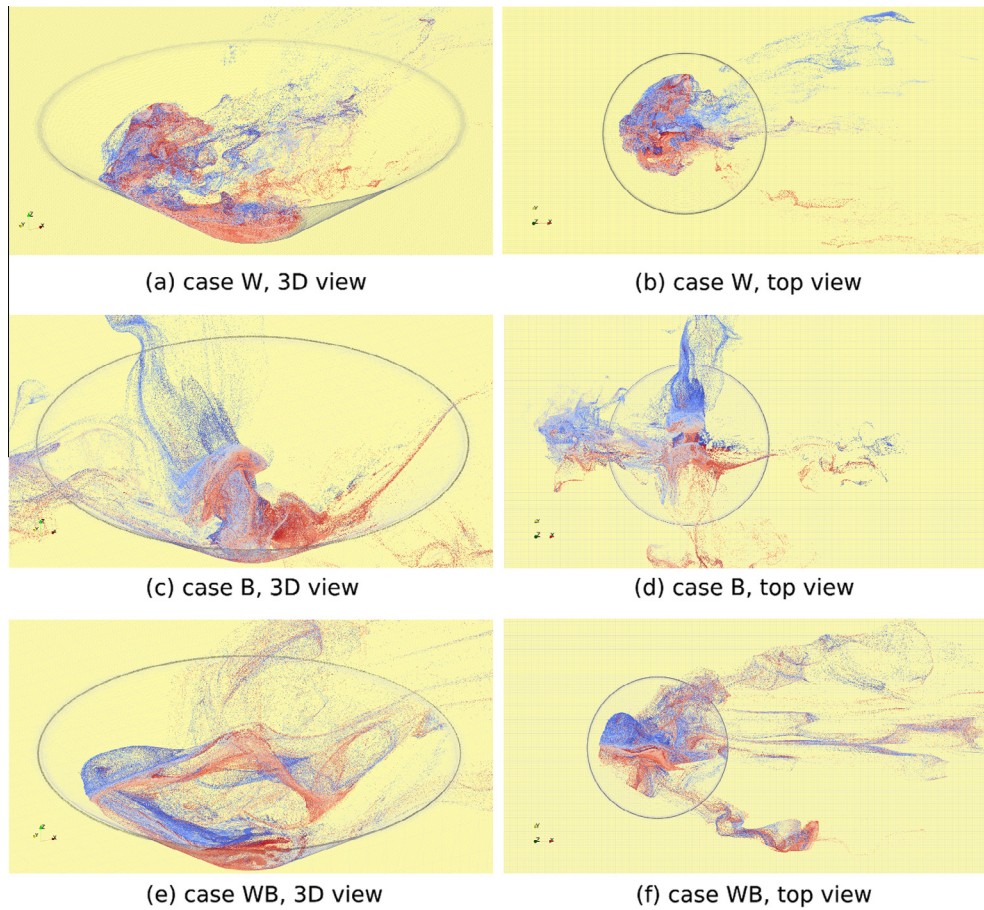 (a) case W, 3D view
(b) case W, top view
(c) case B, 3D view
(d) case B, top view
(e) case WB, 3D view
(f) case WB, top view